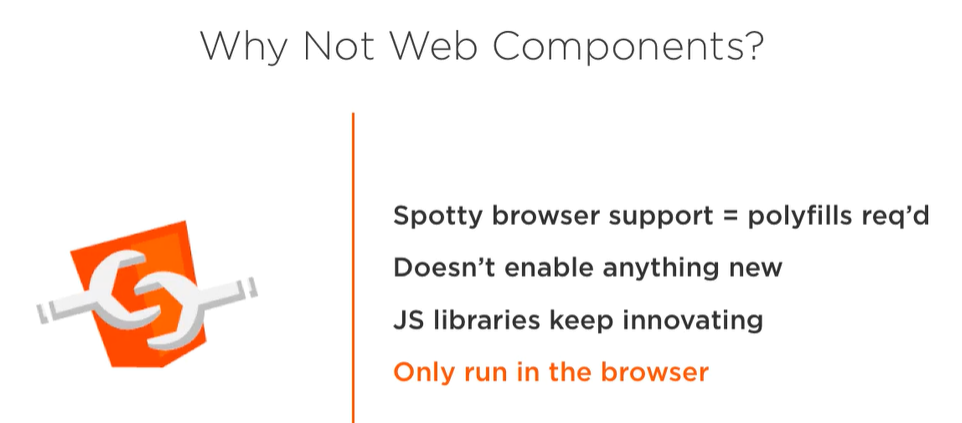 Why Not Web Components?
Spotty browser support = polyfills req’d
Doesn’t enable anything new
JS libraries keep innovating
Only run in the browser